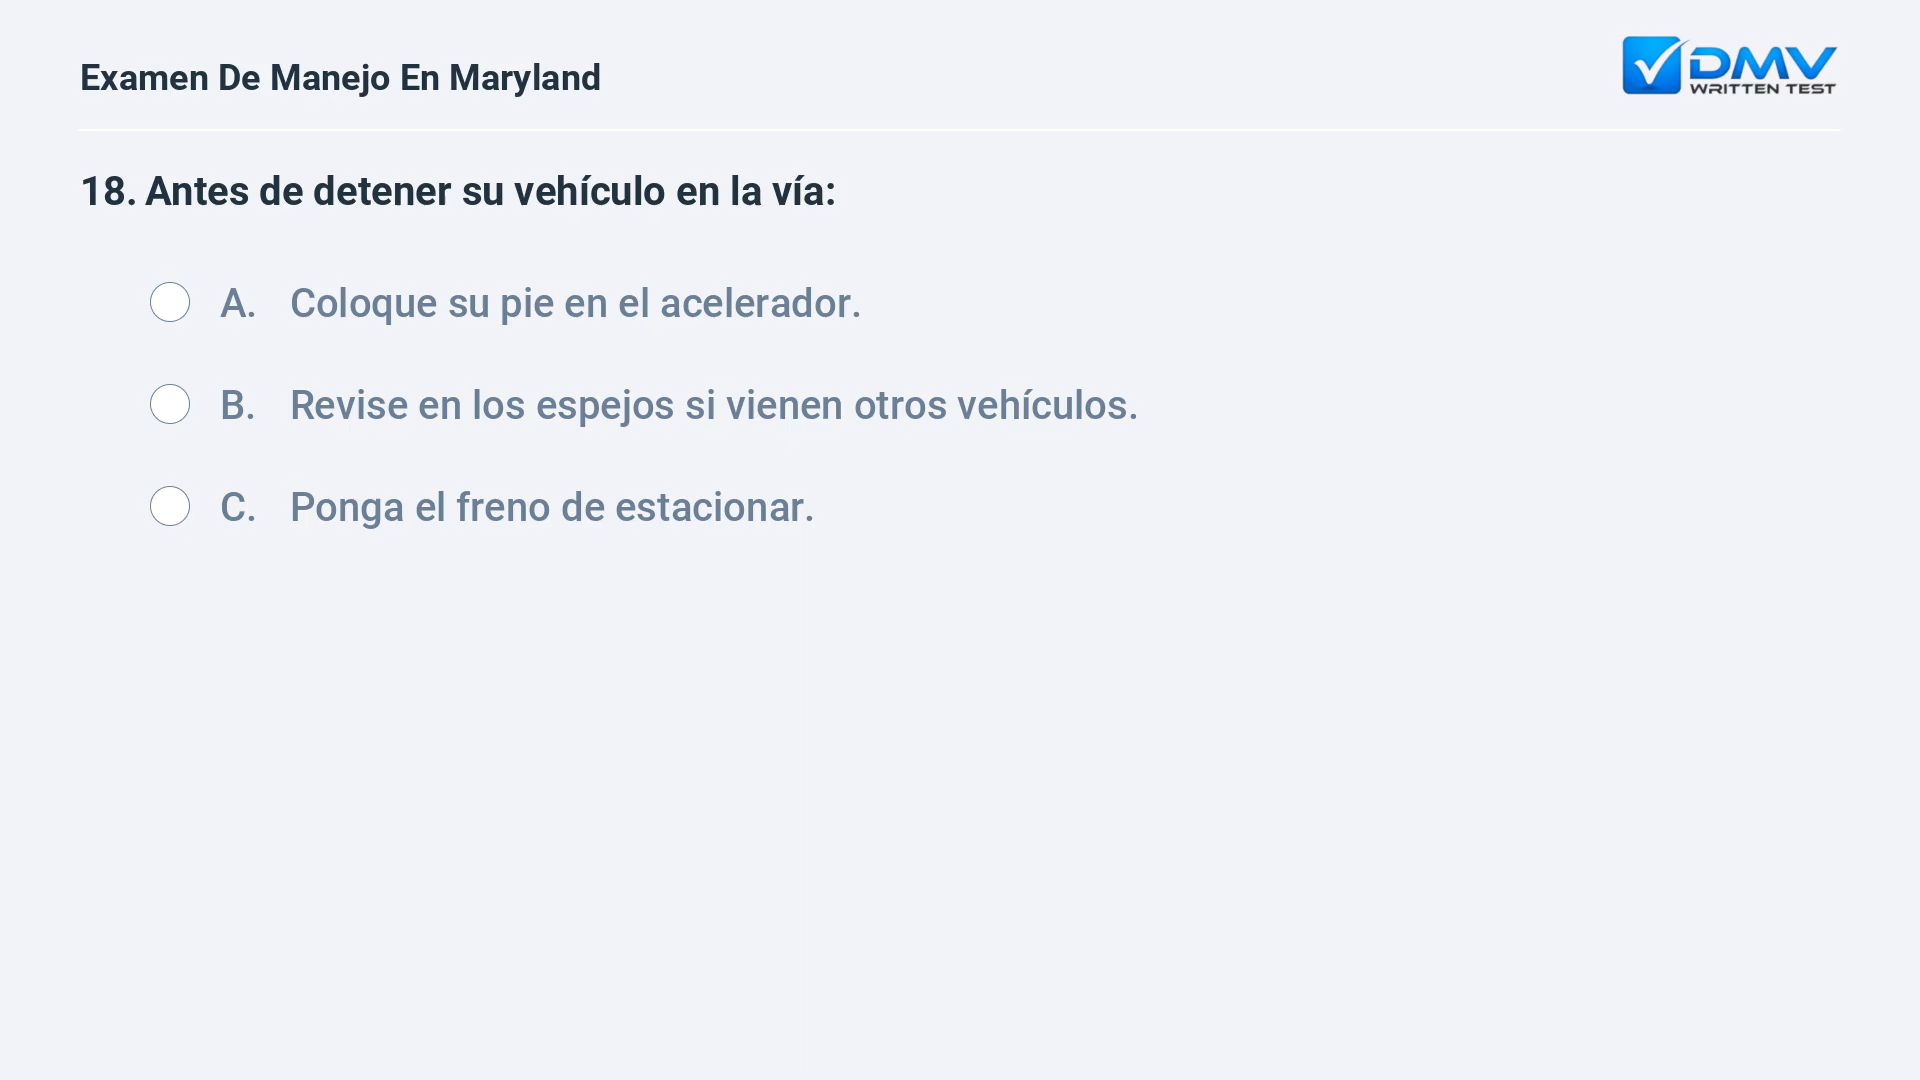 Examen De Manejo En Maryland
DMV
WRITTEN TEST
18. Antes de detener su vehículo en la vía:
A. Coloque su pie en el acelerador.
B. Revise en los espejos si vienen otros vehículos.
C. Ponga el freno de estacionar.